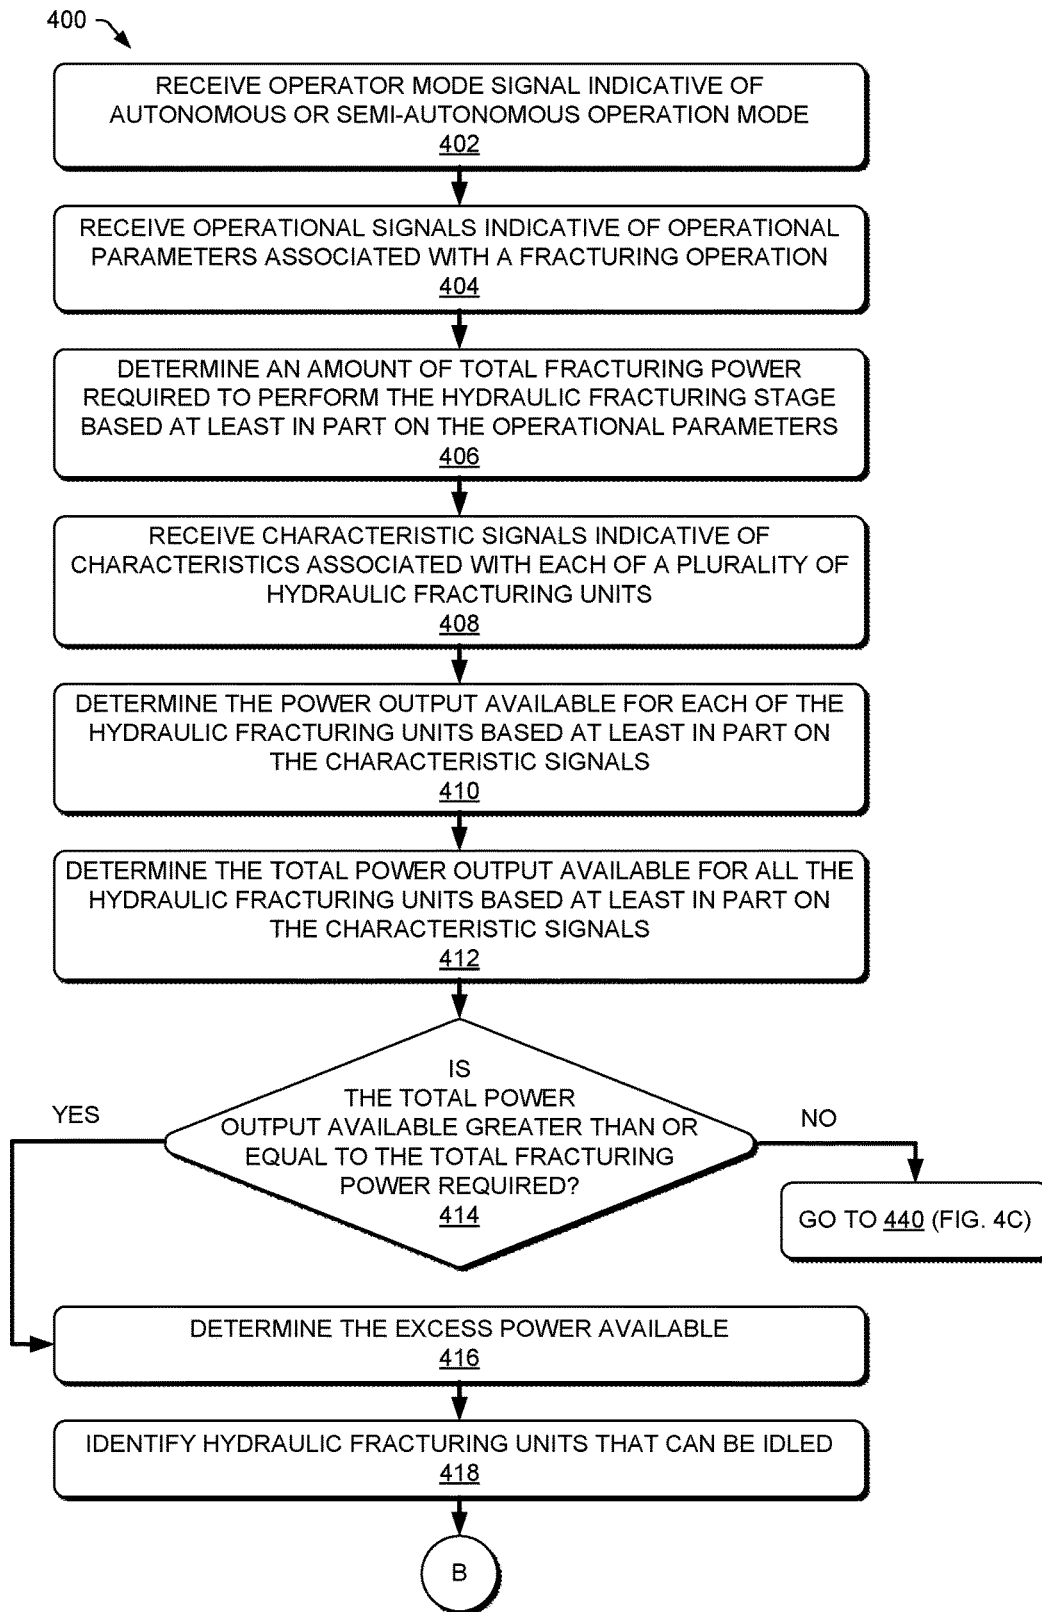 400
RECEIVE OPERATOR MODE SIGNAL INDICATIVE OF
AUTONOMOUS OR SEMI-AUTONOMOUS OPERATION MODE
402
RECEIVE OPERATIONAL SIGNALS INDICATIVE OF OPERATIONAL
PARAMETERS ASSOCIATED WITH A FRACTURING OPERATION
404
DETERMINE AN AMOUNT OF TOTAL FRACTURING POWER
REQUIRED TO PERFORM THE HYDRAULIC FRACTURING STAGE
BASED AT LEAST IN PART ON THE OPERATIONAL PARAMETERS
406
RECEIVE CHARACTERISTIC SIGNALS INDICATIVE OF
CHARACTERISTICS ASSOCIATED WITH EACH OF A PLURALITY OF
HYDRAULIC FRACTURING UNITS
408
DETERMINE THE POWER OUTPUT AVAILABLE FOR EACH OF THE
HYDRAULIC FRACTURING UNITS BASED AT LEAST IN PART ON
THE CHARACTERISTIC SIGNALS
410
DETERMINE THE TOTAL POWER OUTPUT AVAILABLE FOR ALL THE
HYDRAULIC FRACTURING UNITS BASED AT LEAST IN PART ON
THE CHARACTERISTIC SIGNALS
412
IS
THE TOTAL POWER
OUTPUT AVAILABLE GREATER THAN OR
EQUAL TO THE TOTAL FRACTURING
POWER REQUIRED?
414
YES
NO
GO TO 440 (FIG. 4C)
DETERMINE THE EXCESS POWER AVAILABLE
416
IDENTIFY HYDRAULIC FRACTURING UNITS THAT CAN BE IDLED
418
B